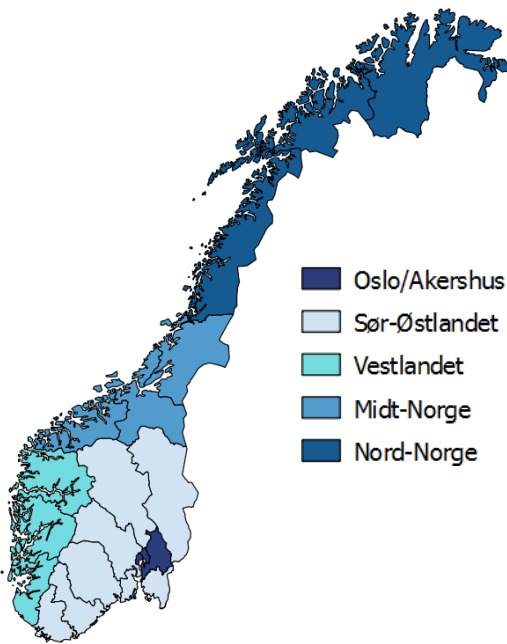 Oslo/Akershus
Sør-Østlandet
Vestlandet
Midt-Norge
Nord-Norge